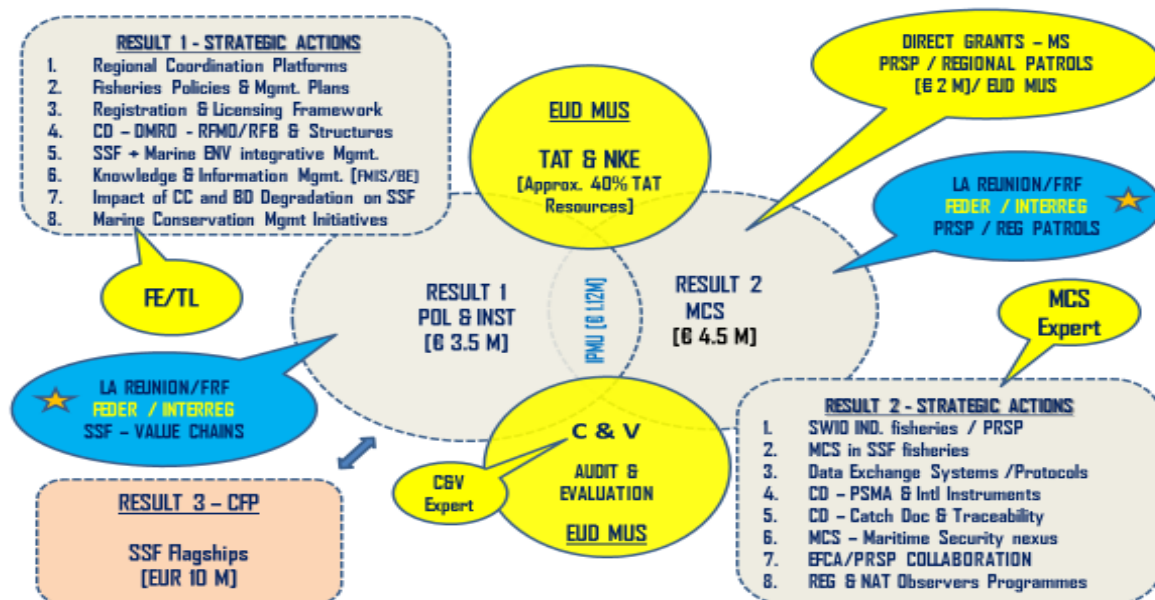 RESULT 1 - STRATEGIC ACTIONS
1. Regional Coordination Platforms
2. Fisheries Policies & Mgmt. Plans
3. Registration & Licensing Framework
4. CD – DMRO - RFMO/RFB & Structures
5. SSF + Marine ENV integrative Mgmt.
6. Knowledge & Information Mgmt. [FMIS/BE]
7. Impact of CC and BD Degradation on SSF
8. Marine Conservation Mgmt Initiatives
FE/TL
EUD MUS
TAT & NKE
[Approx. 40% TAT
Resources]
DIRECT GRANTS – MS
PRSP / REGIONAL PATROLS
[€ 2 M]/ EUD MUS
LA REUNION/FRF
FEDER / INTERREG
PRSP / REG PATROLS
RESULT 1
POL & INST
[€ 3.5 M]
IPMU [€ 1.12M]
RESULT 2
MCS
[€ 4.5 M]
MCS
Expert
LA REUNION/FRF
FEDER / INTERREG
SSF – VALUE CHAINS
RESULT 3 – CFP
SSF Flagships
[EUR 10 M]
C&V
Expert
C & V
AUDIT &
EVALUATION
EUD MUS
RESULT 2 - STRATEGIC ACTIONS
1. SWIO IND. fisheries / PRSP
2. MCS in SSF fisheries
3. Data Exchange Systems /Protocols
4. CD – PSMA & Intl Instruments
5. CD – Catch Doc & Traceability
6. MCS – Maritime Security nexus
7. EFCA/PRSP COLLABORATION
8. REG & NAT Observers Programmes